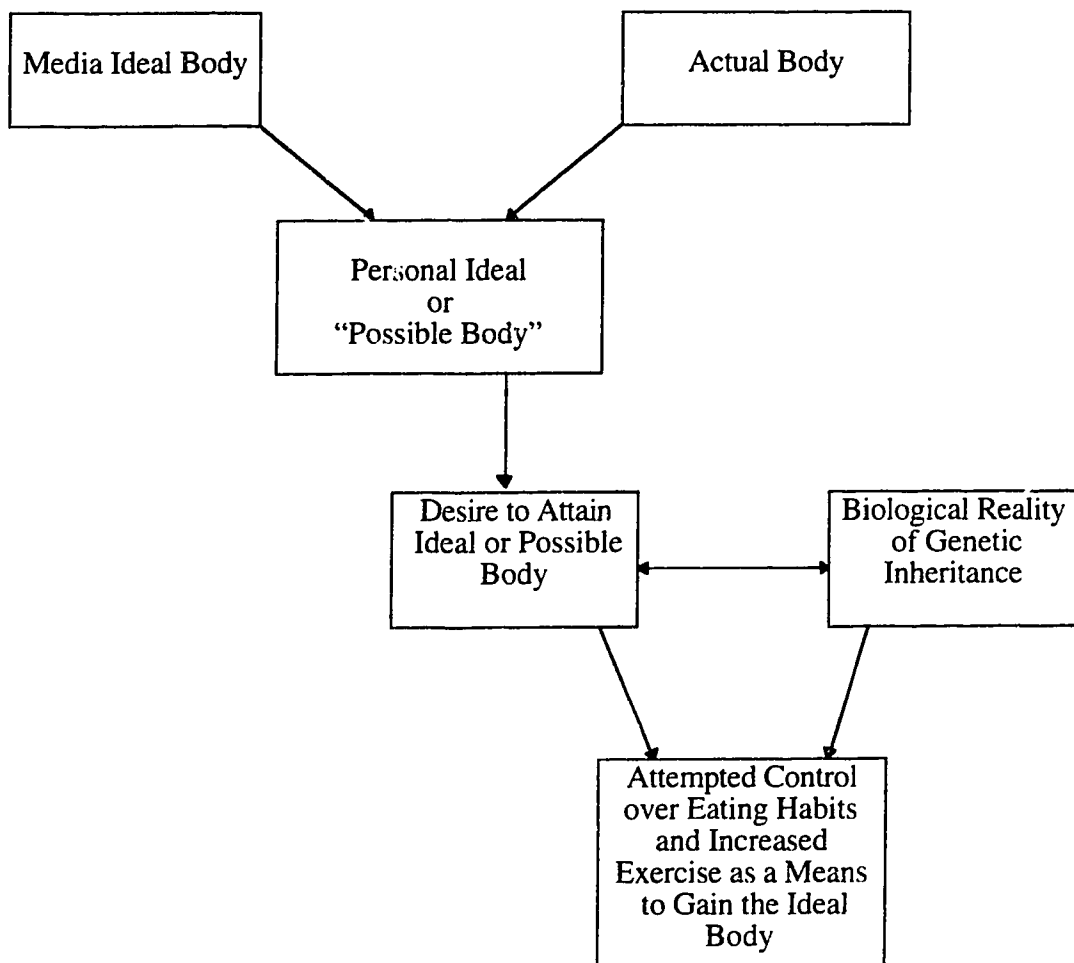 Media Ideal Body
Actual Body
Personal Ideal
or
“Possible Body”
Desire to Attain
Ideal or Possible
Body
Biological Reality
of Genetic
Inheritance
Attempted Control
over Eating Habits
and Increased
Exercise as a Means
to Gain the Ideal
Body